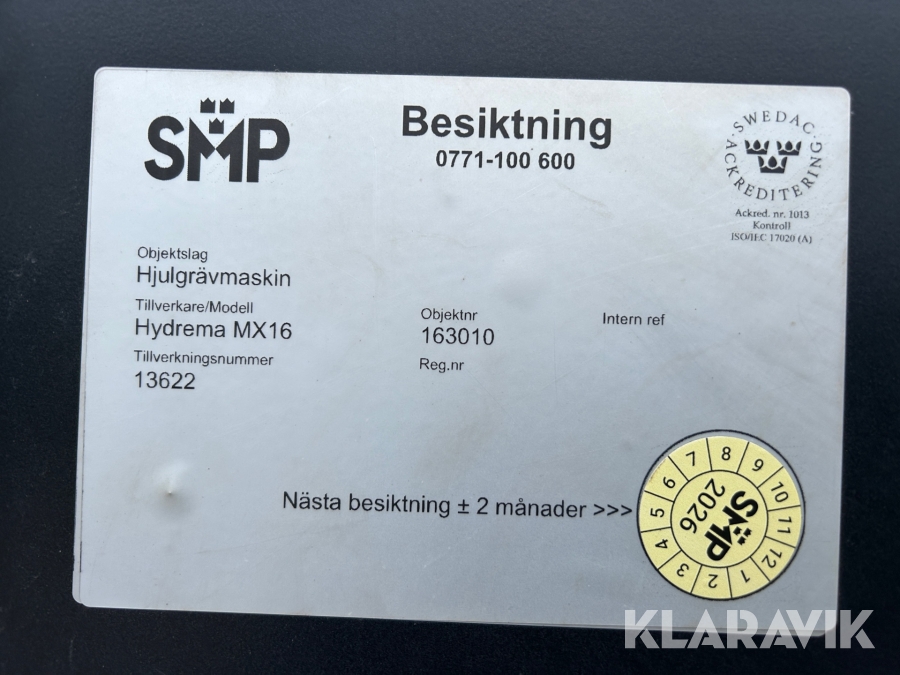 SMP
Besiktning
0771-100 600
SWEDAC
ACKREDITERING
Ackred. nr. 1013
Kontroll
ISO/IEC 17020 (A)
Objektslag
Hjulgrävmaskin
Tillverkare/Modell
Hydrema MX16
Tillverkningsnummer
13622
Objektnr
163010
Reg.nr
Intern ref
Nästa besiktning ± 2 månader >>>
1 2 3 4 5 6 7 8 9 10 11 12
SMP
2026
KLARAVIK